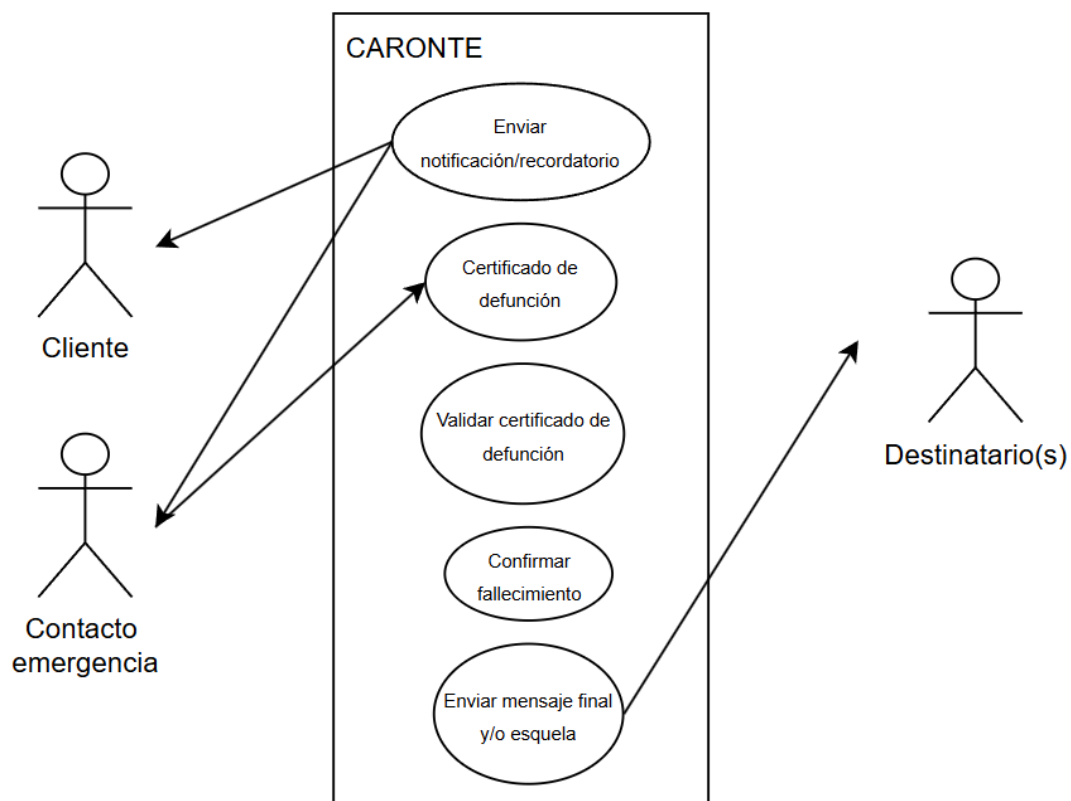 CARONTE
Enviar
notificación/recordatorio
Cliente
Certificado de
defunción
Validar certificado de
defunción
Destinatario(s)
Contacto
emergencia
Confirmar
fallecimiento
Enviar mensaje final
y/o esquela